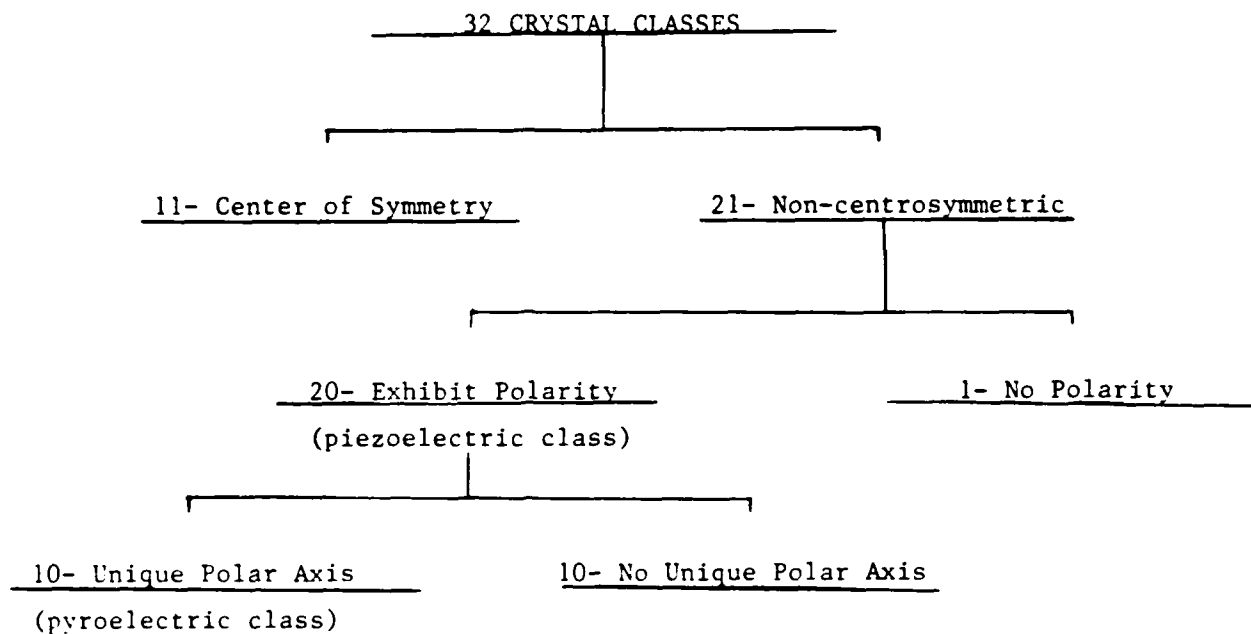 32 CRYSTAL CLASSES
11- Center of Symmetry
21- Non-centrosymmetric
20- Exhibit Polarity
(piezoelectric class)
1- No Polarity
10- Unique Polar Axis
(pyroelectric class)
10- No Unique Polar Axis